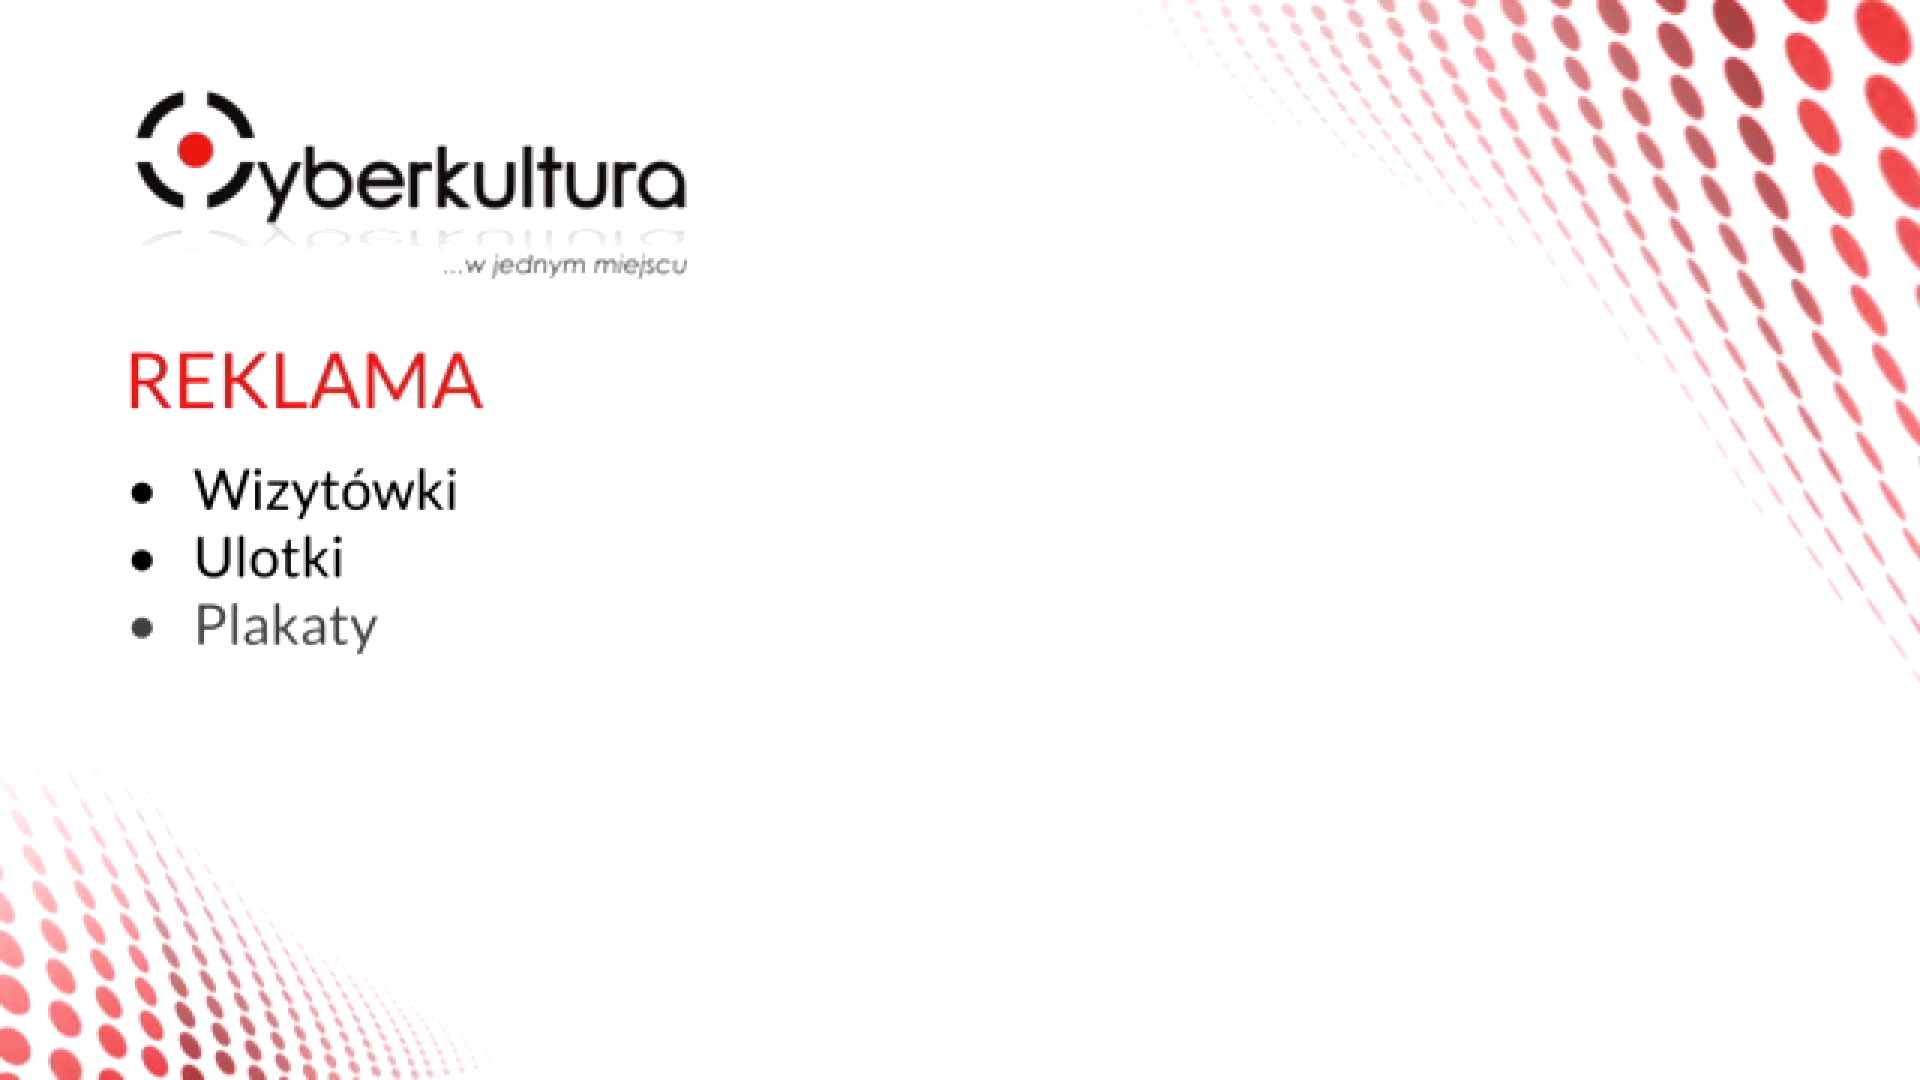 Cyberkultura
...w jednym miejscu
REKLAMA
• Wizytówki
• Ulotki
• Plakaty